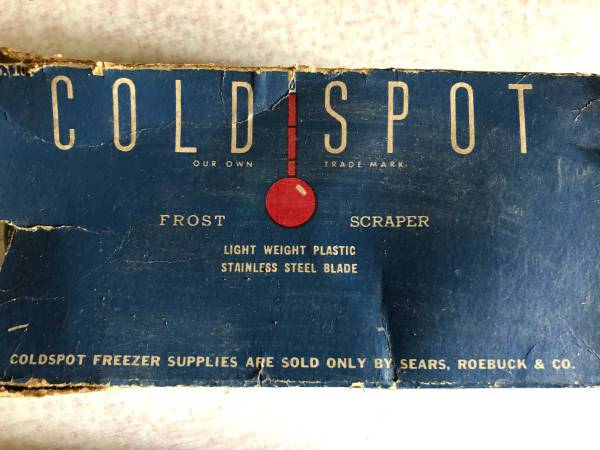 COLD SPOT
OUR OWN TRADE MARK
FROST SCRAPER
LIGHT WEIGHT PLASTIC
STAINLESS STEEL BLADE
COLDSPOT FREEZER SUPPLIES ARE SOLD ONLY BY SEARS, ROEBUCK & CO.